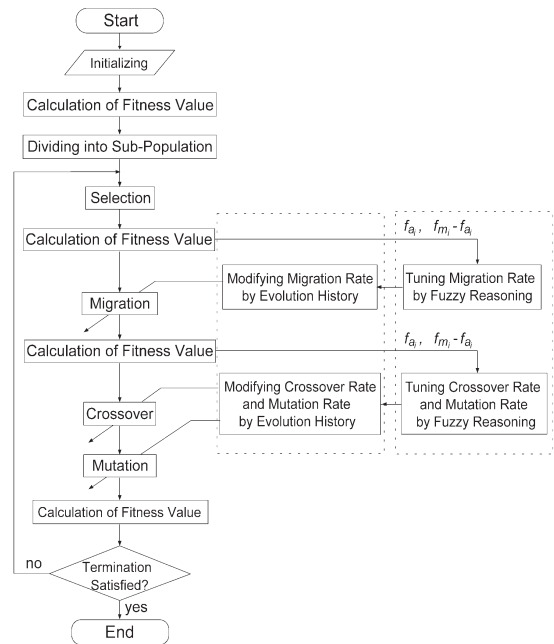 Start
Initializing
Calculation of Fitness Value
Dividing into Sub-Population
Selection
Calculation of Fitness Value
f_{a_i}, f_{m_i} - f_{a_i}
Modifying Migration Rate
by Evolution History
Tuning Migration Rate
by Fuzzy Reasoning
Migration
Calculation of Fitness Value
f_{a_i}, f_{m_i} - f_{a_i}
Modifying Crossover Rate
and Mutation Rate
by Evolution History
Tuning Crossover Rate
and Mutation Rate
by Fuzzy Reasoning
Crossover
Mutation
Calculation of Fitness Value
no
Termination
Satisfied?
yes
End